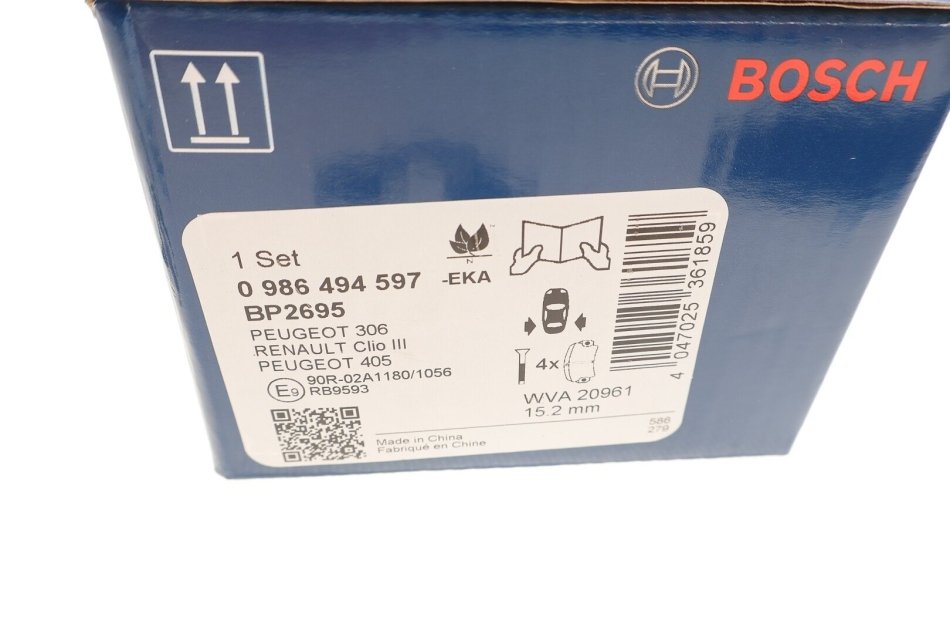 BOSCH
1 Set
0 986 494 597 -EKA
BP2695
PEUGEOT 306
RENAULT Clio III
PEUGEOT 405
E9 90R-02A1180/1056
RB9593
N
4x
WVA 20961
15.2 mm
Made in China
Fabriqué en Chine
586
279
4 047025 361859